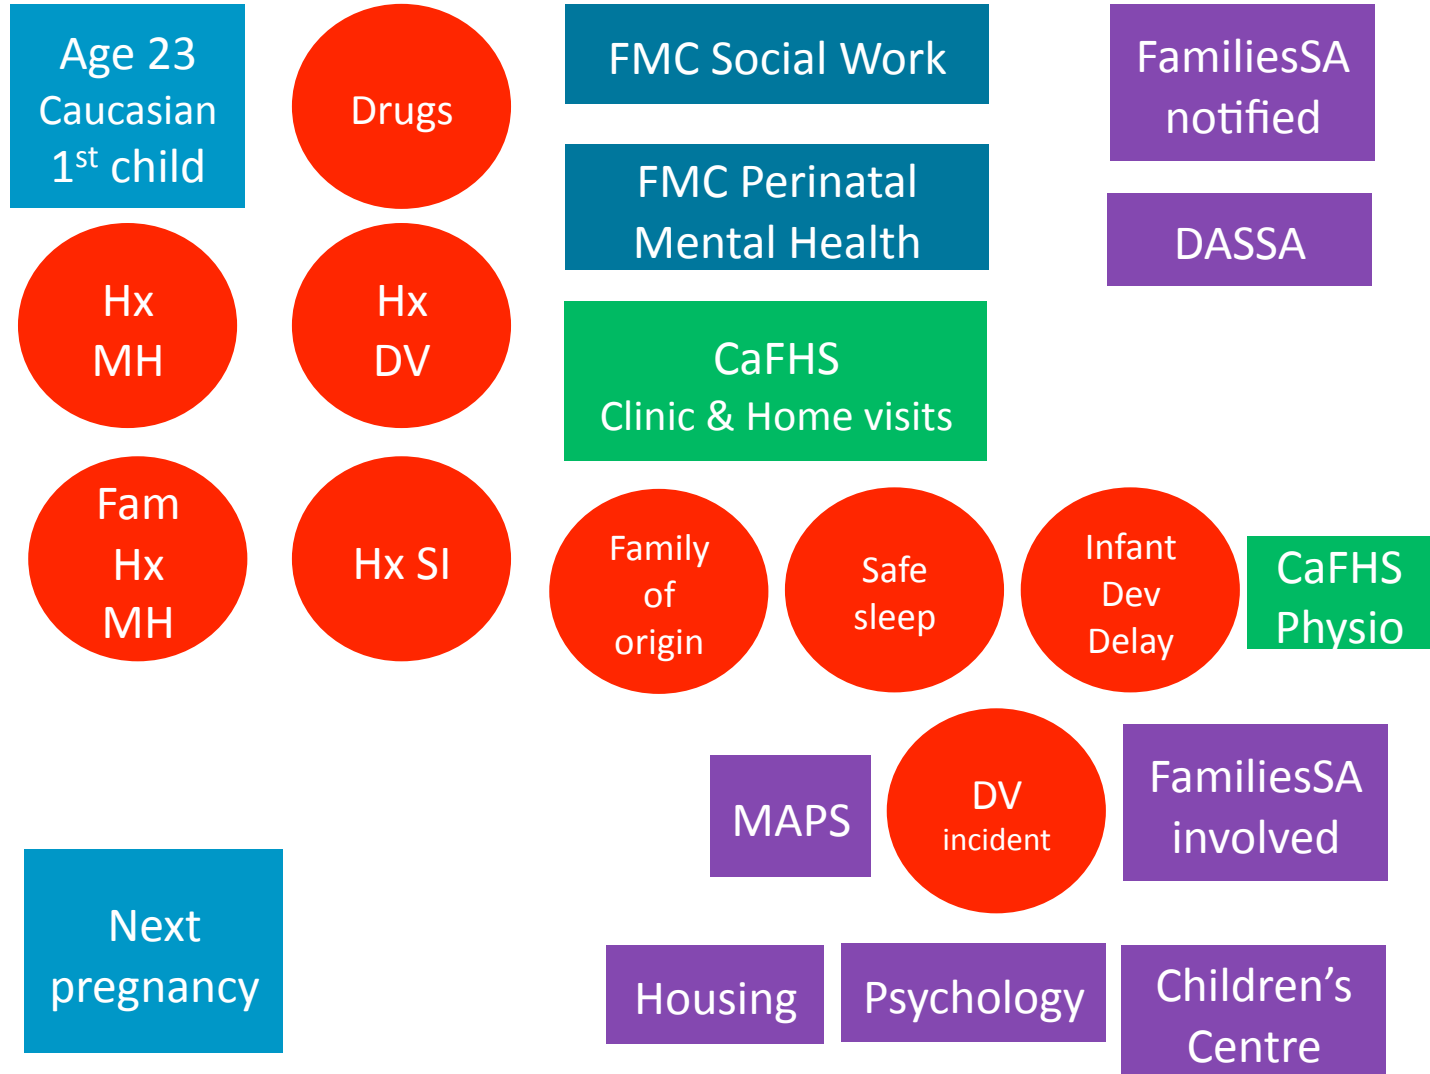 Age 23
Caucasian
1st child
Drugs
FMC Social Work
FamiliesSA
notified
FMC Perinatal
Mental Health
DASSA
Hx
MH
Hx
DV
CaFHS
Clinic & Home visits
Fam
Hx
MH
Hx SI
Family
of
origin
Safe
sleep
Infant
Dev
Delay
CaFHS
Physio
MAPS
DV
incident
FamiliesSA
involved
Next
pregnancy
Housing
Psychology
Children’s
Centre